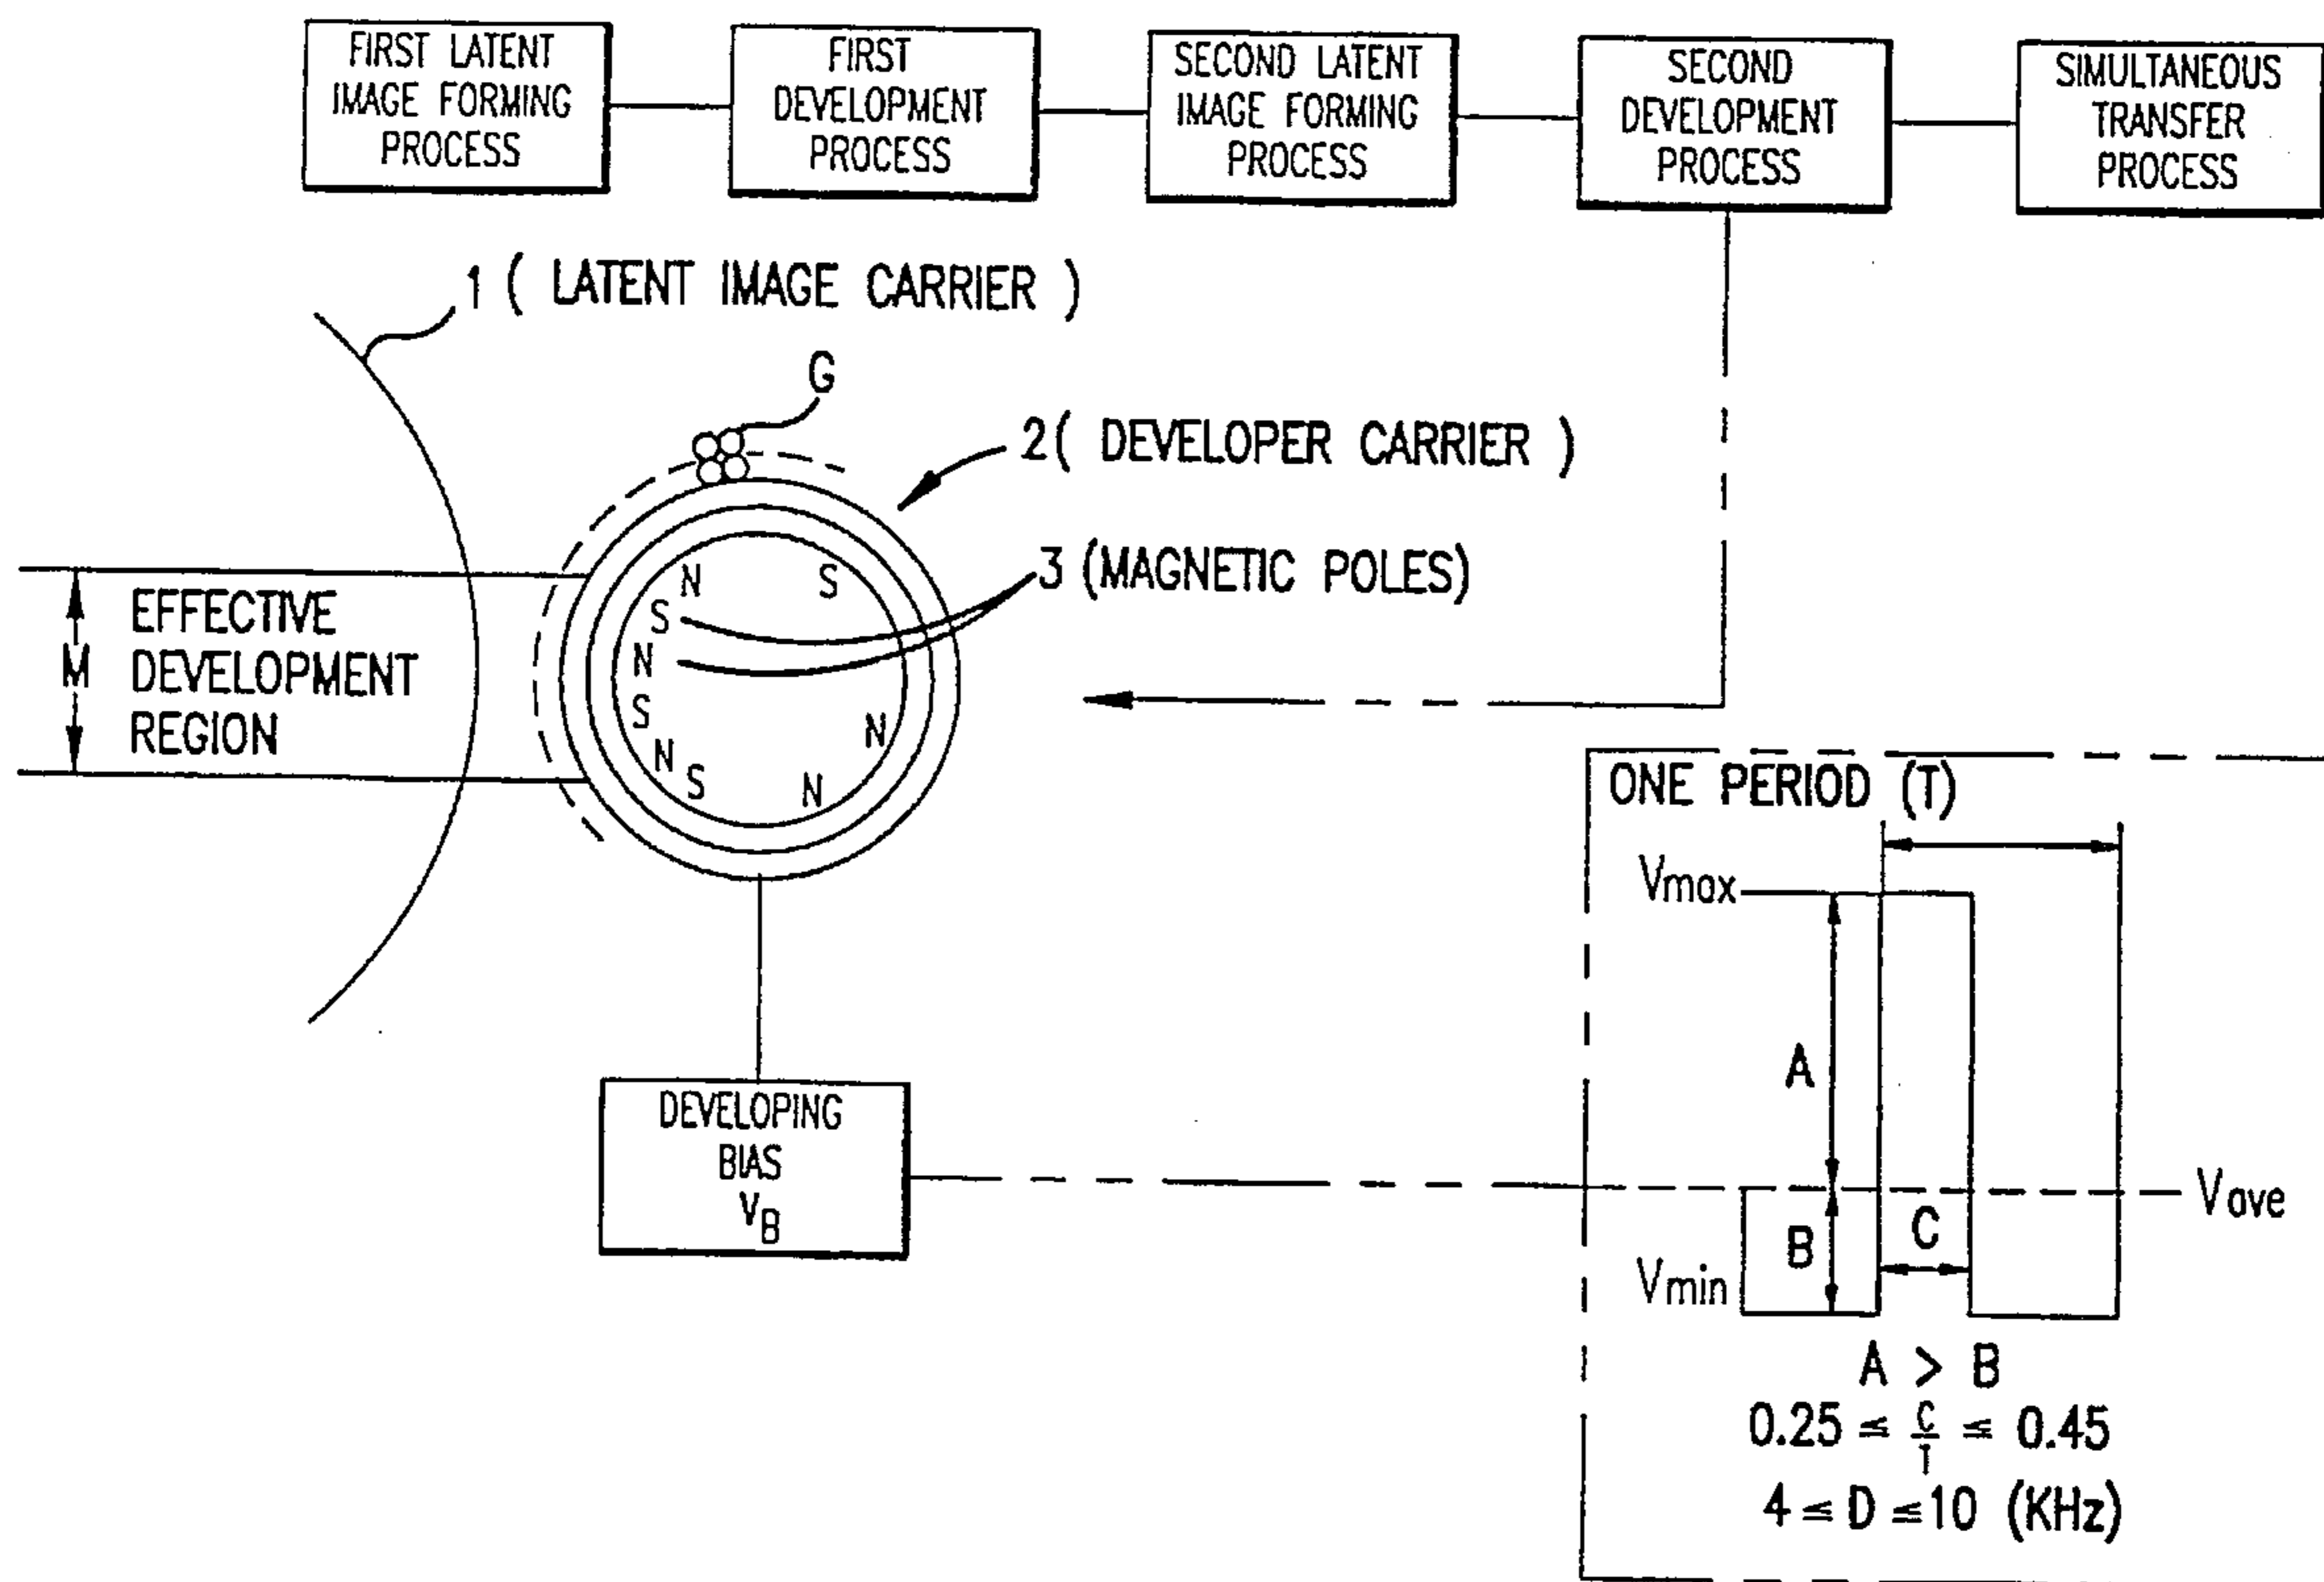 FIRST LATENT
IMAGE FORMING
PROCESS
FIRST
DEVELOPMENT
PROCESS
SECOND LATENT
IMAGE FORMING
PROCESS
SECOND
DEVELOPMENT
PROCESS
SIMULTANEOUS
TRANSFER
PROCESS
1 ( LATENT IMAGE CARRIER )
G
2 ( DEVELOPER CARRIER )
3 (MAGNETIC POLES)
N
S
S
N
S
N
S
N
N
M
EFFECTIVE
DEVELOPMENT
REGION
DEVELOPING
BIAS
VB
ONE PERIOD (T)
Vmax
A
Vave
B
C
Vmin
A > B
0.25 ≤ C/T ≤ 0.45
4 ≤ D ≤ 10 (KHz)